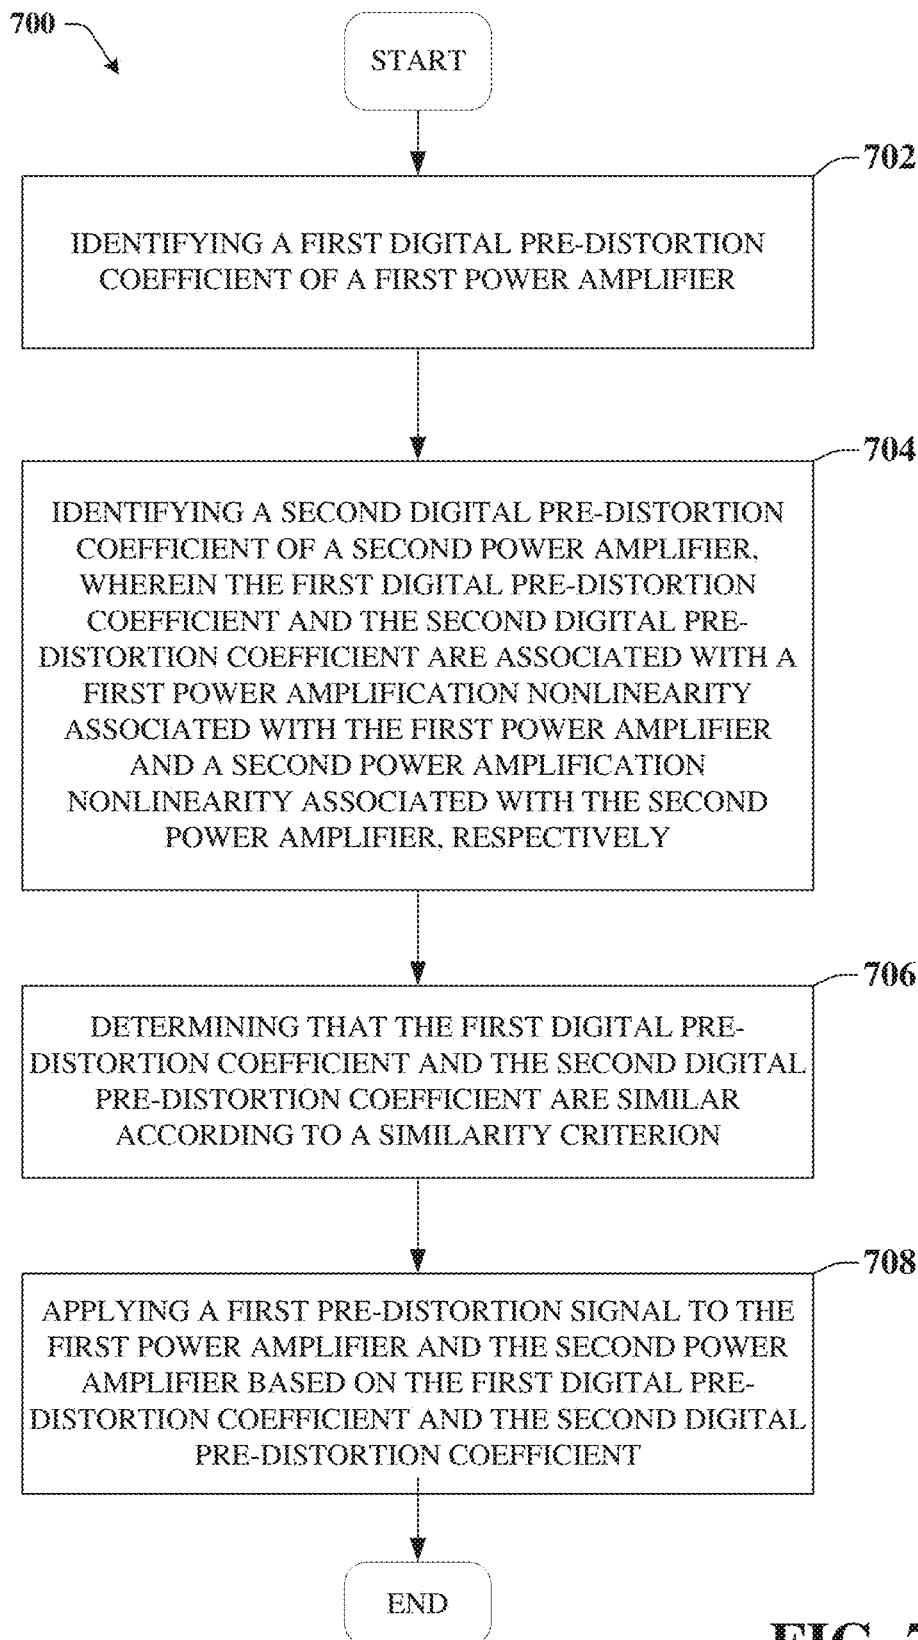 700
START
702
IDENTIFYING A FIRST DIGITAL PRE-DISTORTION
COEFFICIENT OF A FIRST POWER AMPLIFIER
704
IDENTIFYING A SECOND DIGITAL PRE-DISTORTION
COEFFICIENT OF A SECOND POWER AMPLIFIER,
WHEREIN THE FIRST DIGITAL PRE-DISTORTION
COEFFICIENT AND THE SECOND DIGITAL PRE-
DISTORTION COEFFICIENT ARE ASSOCIATED WITH A
FIRST POWER AMPLIFICATION NONLINEARITY
ASSOCIATED WITH THE FIRST POWER AMPLIFIER
AND A SECOND POWER AMPLIFICATION
NONLINEARITY ASSOCIATED WITH THE SECOND
POWER AMPLIFIER, RESPECTIVELY
706
DETERMINING THAT THE FIRST DIGITAL PRE-
DISTORTION COEFFICIENT AND THE SECOND DIGITAL
PRE-DISTORTION COEFFICIENT ARE SIMILAR
ACCORDING TO A SIMILARITY CRITERION
708
APPLYING A FIRST PRE-DISTORTION SIGNAL TO THE
FIRST POWER AMPLIFIER AND THE SECOND POWER
AMPLIFIER BASED ON THE FIRST DIGITAL PRE-
DISTORTION COEFFICIENT AND THE SECOND DIGITAL
PRE-DISTORTION COEFFICIENT
END